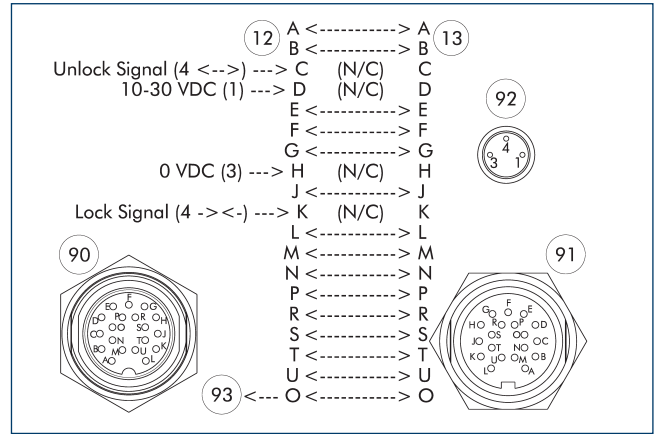 12 A <---------> A 13
B <---------> B
Unlock Signal (4 <-->) ---> C (N/C) C
10-30 VDC (1) ---> D (N/C) D
E <---------> E
92
F <---------> F
G <---------> G
4
3 1
0 VDC (3) ---> H (N/C) H
J <---------> J
Lock Signal (4 -><-) ---> K (N/C) K
L <---------> L
90 M <---------> M 91
N <---------> N
P <---------> P
R <---------> R
S <---------> S
T <---------> T
U <---------> U
93 <--- O <---------> O
F
E G
P R
D H
O S
C J
N T
B M U K
A L
F
G E
R P
H D
S O
J C
T N
K U M B
L A